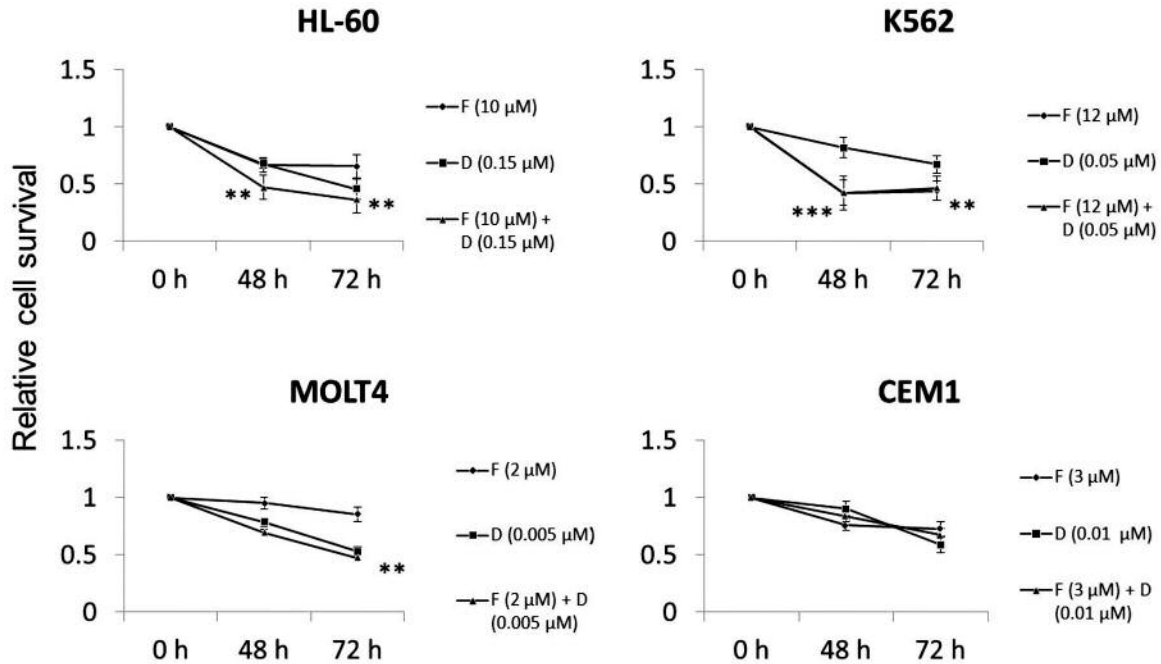 HL-60
1.5
1
0.5
0
0 h 48 h 72 h
** **
F (10 µM)
D (0.15 µM)
F (10 µM) +
D (0.15 µM)
K562
1.5
1
0.5
0
0 h 48 h 72 h
*** **
F (12 µM)
D (0.05 µM)
F (12 µM) +
D (0.05 µM)
Relative cell survival
MOLT4
1.5
1
0.5
0
0 h 48 h 72 h
**
F (2 µM)
D (0.005 µM)
F (2 µM) + D
(0.005 µM)
CEM1
1.5
1
0.5
0
0 h 48 h 72 h
F (3 µM)
D (0.01 µM)
F (3 µM) + D
(0.01 µM)